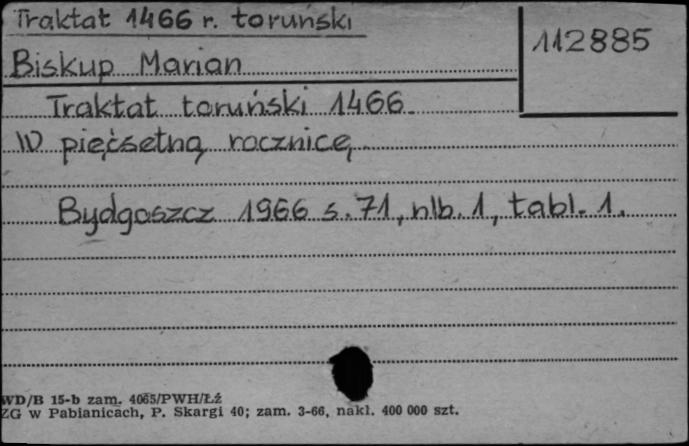 Traktat 1466 r. toruński
112885
Biskup Marian
Traktat toruński 1466.
W pięćsetną rocznicę
Bydgoszcz 1966 s. 71, nlb. 1, tabl. 1.
WD/B 15-b zam. 4065/PWH/Łź
ZG w Pabianicach, P. Skargi 40; zam. 3-66, nakl. 400 000 szt.